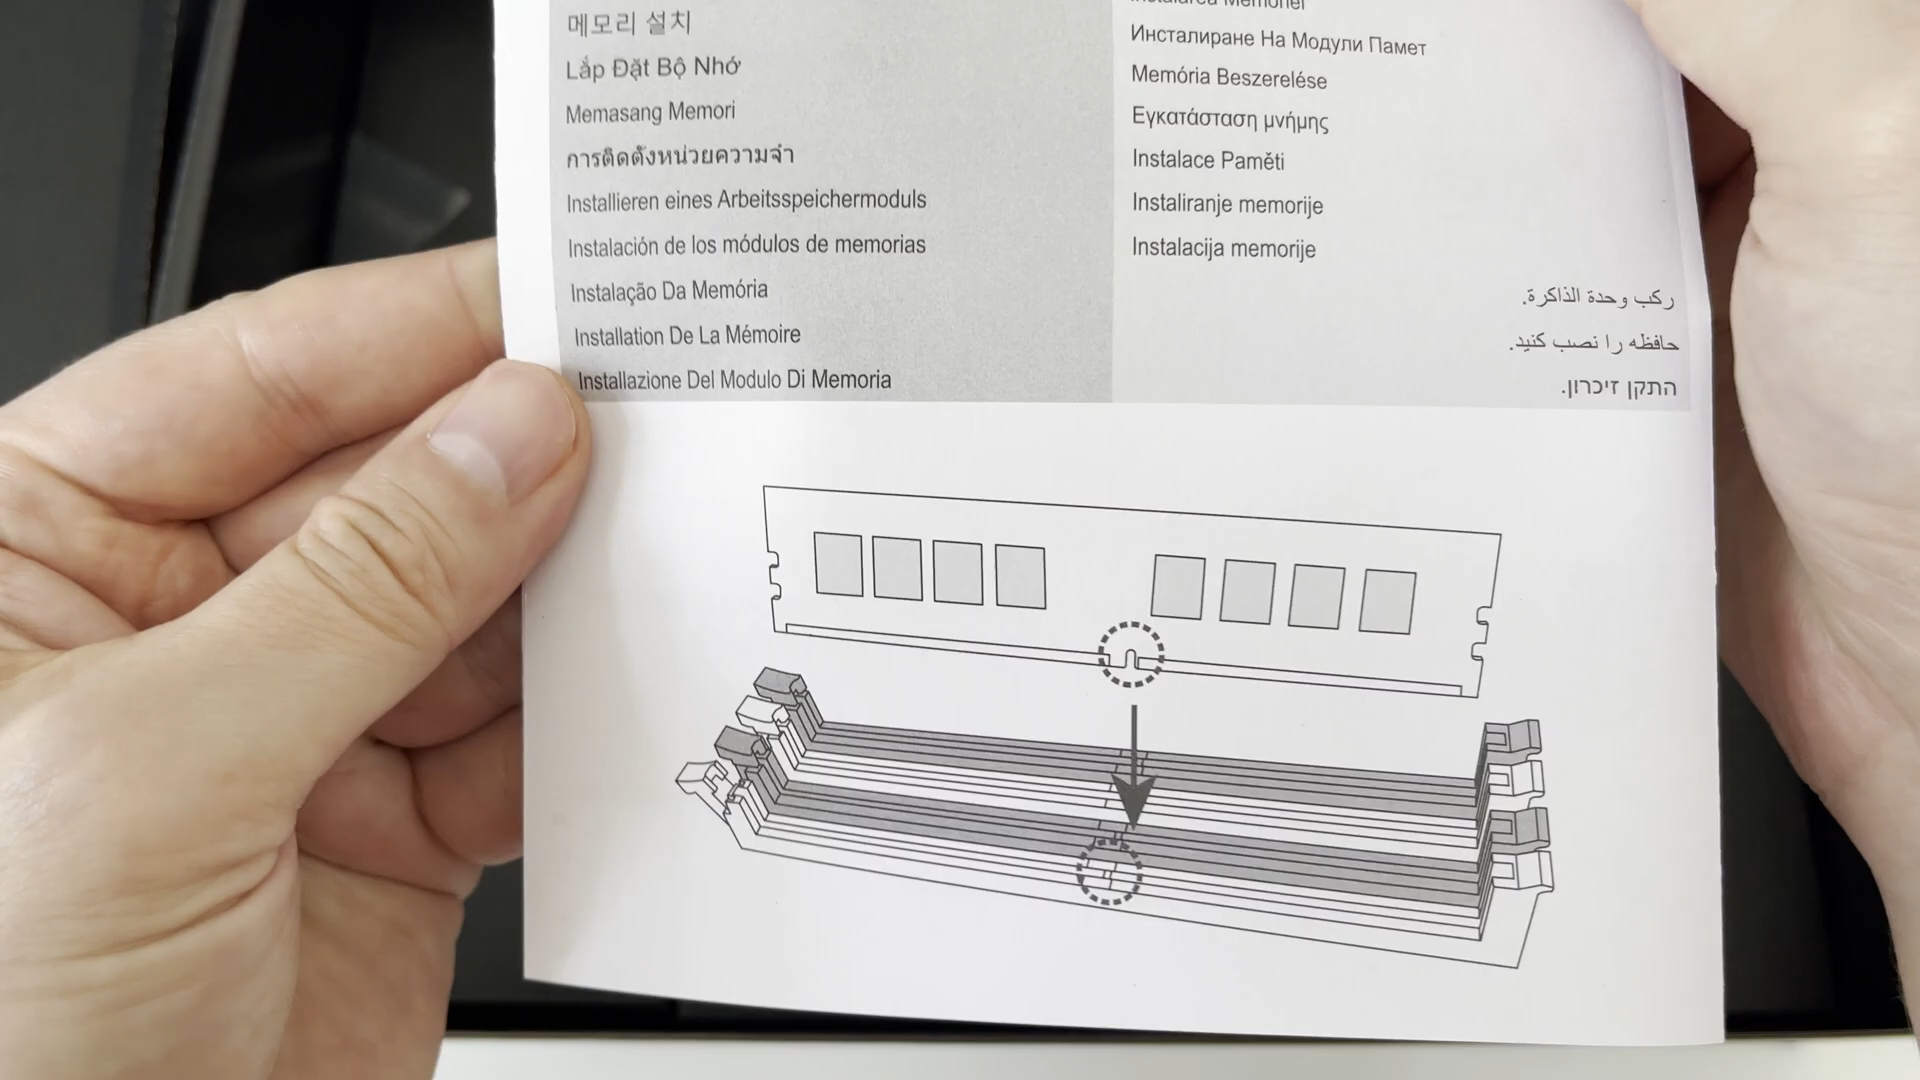 메모리 설치
Lắp Đặt Bộ Nhớ
Memasang Memori
การติดตั้งหน่วยความจำ
Installieren eines Arbeitsspeichermoduls
Instalación de los módulos de memorias
Instalação Da Memória
Installation De La Mémoire
Installazione Del Modulo Di Memoria
Инсталиране На Модули Памет
Memória Beszerelése
Εγκατάσταση μνήμης
Instalace Paměti
Instaliranje memorije
Instalacija memorije
ركب وحدة الذاكرة.
حافظه را نصب کنید.
התקן זיכרון.